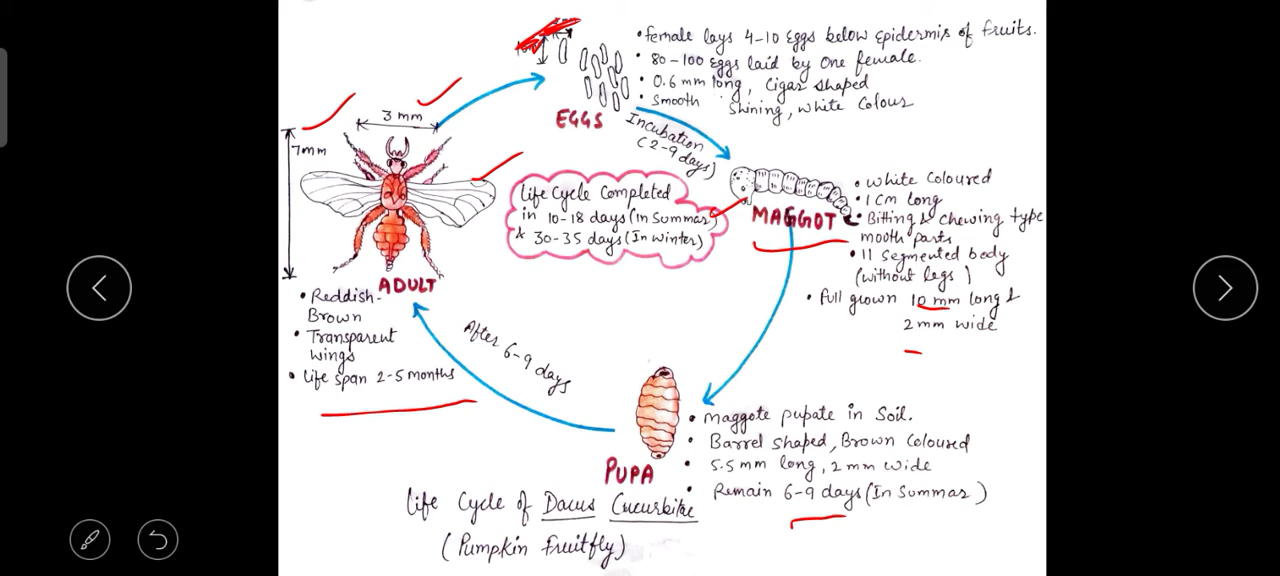 • female lays 4-10 Eggs below Epidermis of fruits.
• 80-100 Eggs laid by one female.
• 0.6 mm long, Cigar shaped
• Smooth shining, white colour
EGGS
Incubation
(2-9 days)
3 mm
7mm
ADULT
• Reddish-
Brown
• Transparent
wings
• life span 2-5 months
life Cycle Completed
in 10-18 days (In Summar)
& 30-35 days (In winter)
MAGGOT
• white Coloured
• 1 Cm long
• Bitting & chewing type
mooth parts
• 11 Segmented body
(without legs)
• full grown 10 mm long &
2 mm wide
After 6-9 days
PUPA
• maggote pupate in Soil.
• Barrel shaped, Brown Coloured
• 5.5 mm long, 2 mm wide
• Remain 6-9 days (In Summar)
life Cycle of Dacus Cucurbitae
(Pumpkin fruitfly)